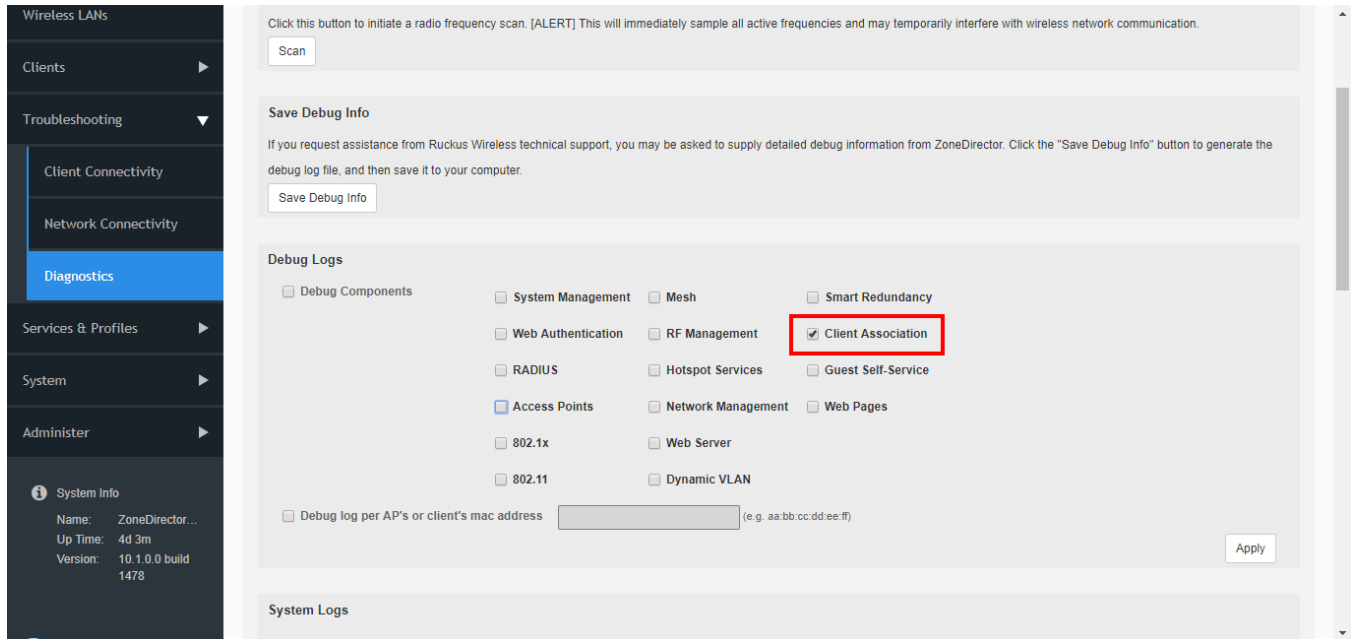 Wireless LANs
Clients
Troubleshooting
Client Connectivity
Network Connectivity
Diagnostics
Services & Profiles
System
Administer
System Info
Name: ZoneDirector...
Up Time: 4d 3m
Version: 10.1.0.0 build
1478
Click this button to initiate a radio frequency scan. [ALERT] This will immediately sample all active frequencies and may temporarily interfere with wireless network communication.
Scan
Save Debug Info
If you request assistance from Ruckus Wireless technical support, you may be asked to supply detailed debug information from ZoneDirector. Click the "Save Debug Info" button to generate the
debug log file, and then save it to your computer.
Save Debug Info
Debug Logs
Debug Components
System Management Mesh Smart Redundancy
Web Authentication RF Management Client Association
RADIUS Hotspot Services Guest Self-Service
Access Points Network Management Web Pages
802.1x Web Server
802.11 Dynamic VLAN
Debug log per AP's or client's mac address (e.g. aa:bb:cc:dd:ee:ff)
Apply
System Logs